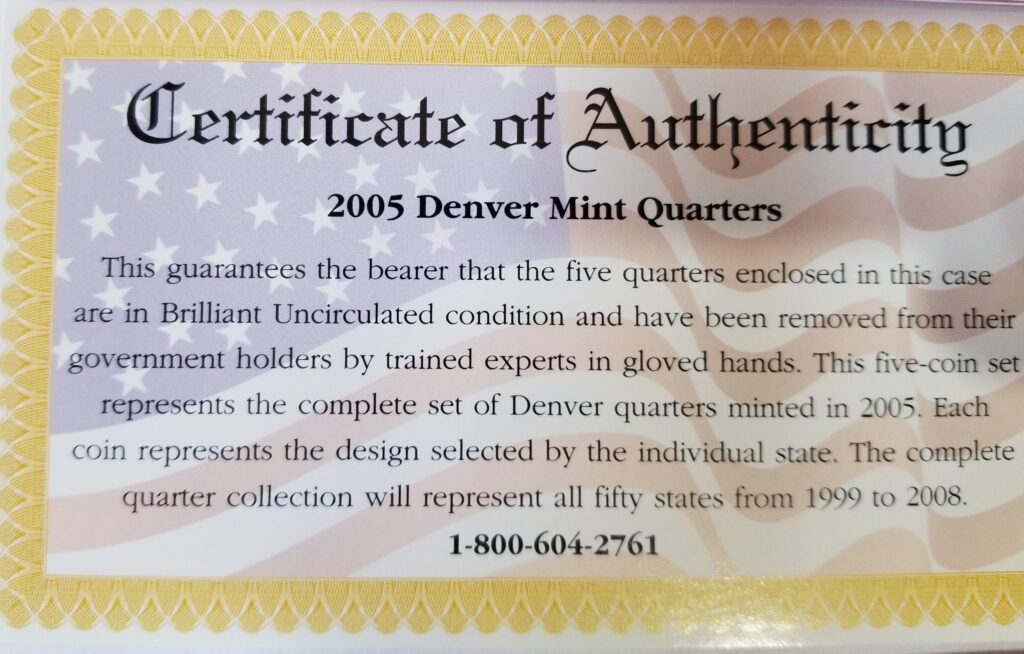 Certificate of Authenticity
2005 Denver Mint Quarters
This guarantees the bearer that the five quarters enclosed in this case
are in Brilliant Uncirculated condition and have been removed from their
government holders by trained experts in gloved hands. This five-coin set
represents the complete set of Denver quarters minted in 2005. Each
coin represents the design selected by the individual state. The complete
quarter collection will represent all fifty states from 1999 to 2008.
1-800-604-2761